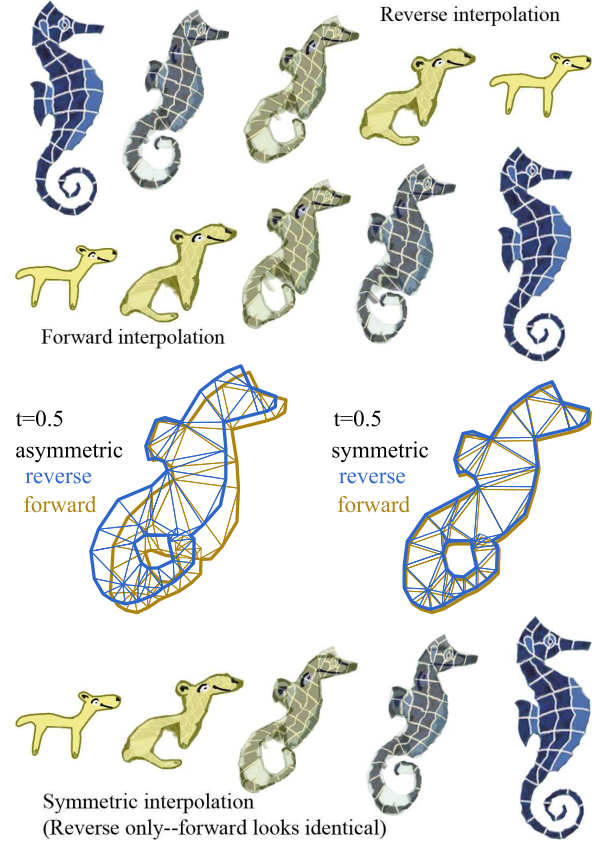 Reverse interpolation
Forward interpolation
t=0.5
asymmetric
reverse
forward
t=0.5
symmetric
reverse
forward
Symmetric interpolation
(Reverse only--forward looks identical)